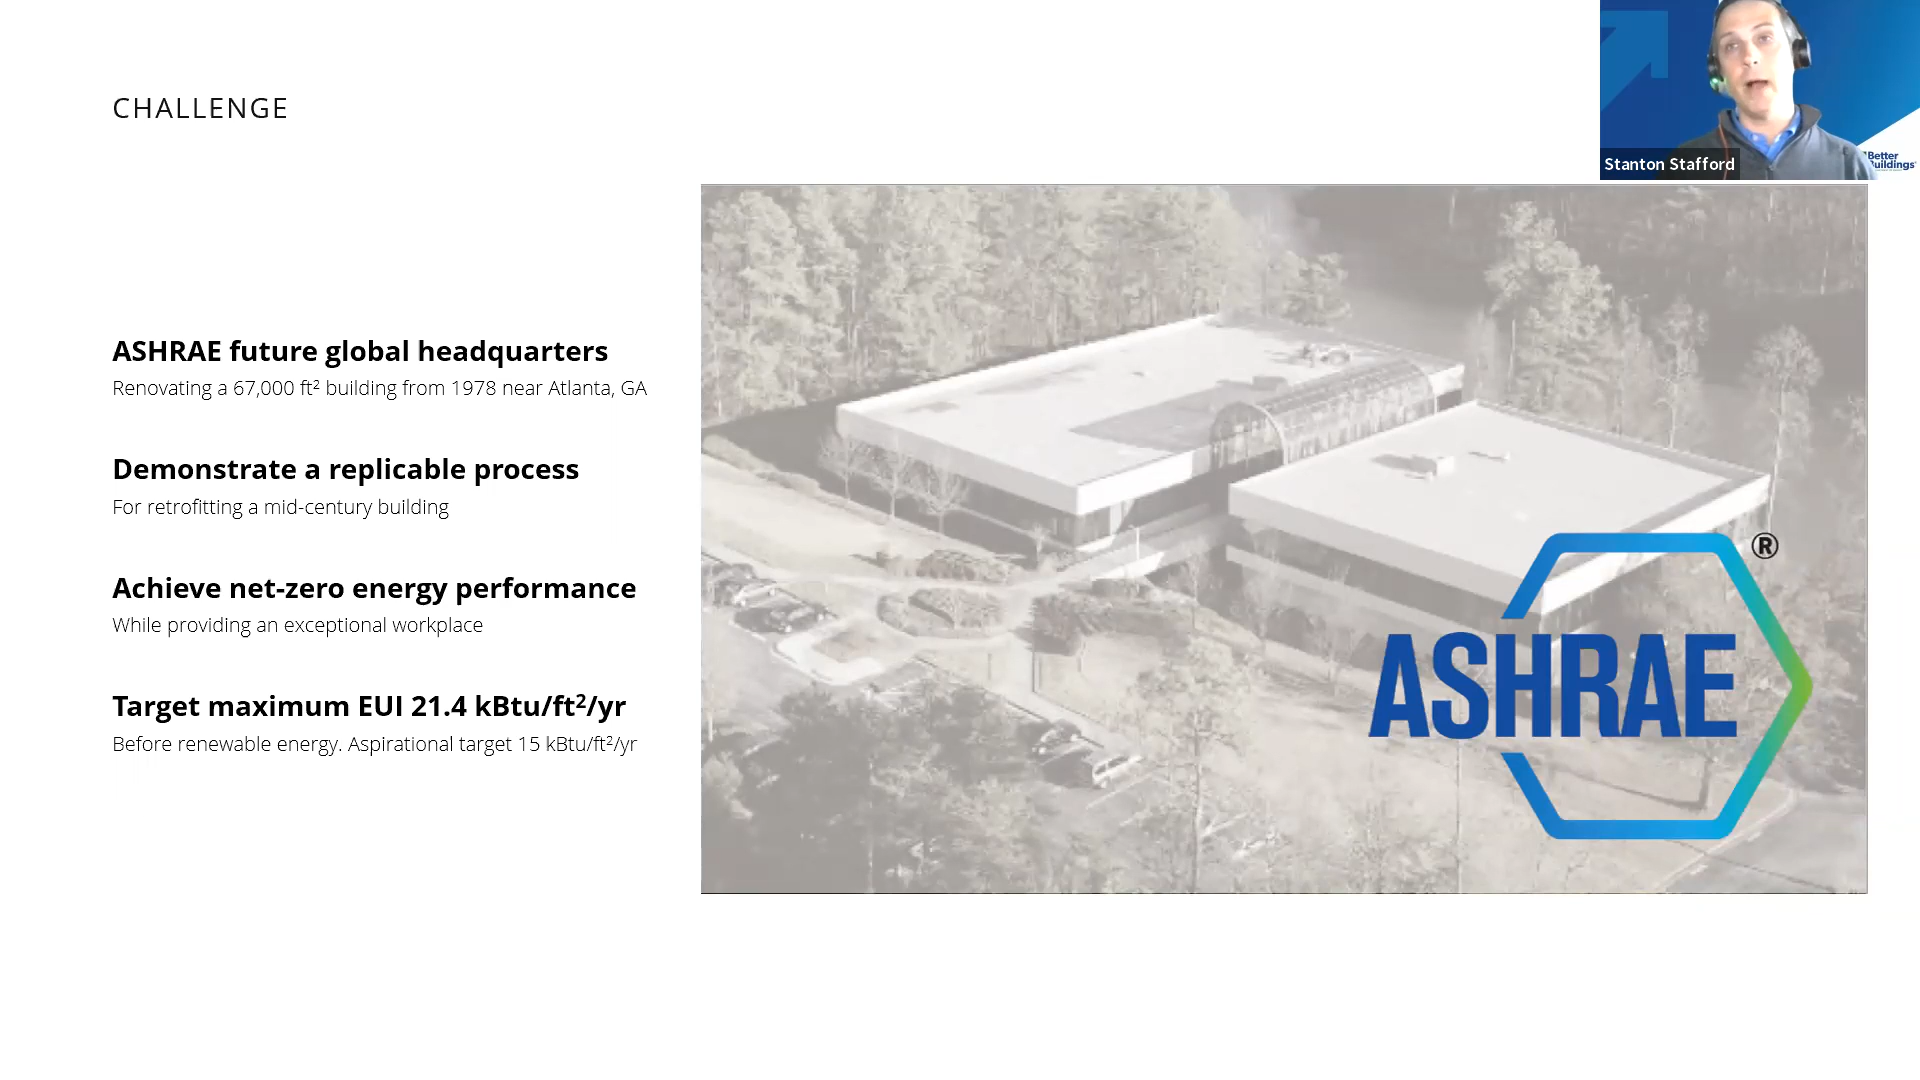 CHALLENGE
Stanton Stafford
Better
Buildings
ASHRAE future global headquarters
Renovating a 67,000 ft² building from 1978 near Atlanta, GA
Demonstrate a replicable process
For retrofitting a mid-century building
Achieve net-zero energy performance
While providing an exceptional workplace
Target maximum EUI 21.4 kBtu/ft²/yr
Before renewable energy. Aspirational target 15 kBtu/ft²/yr
ASHRAE®